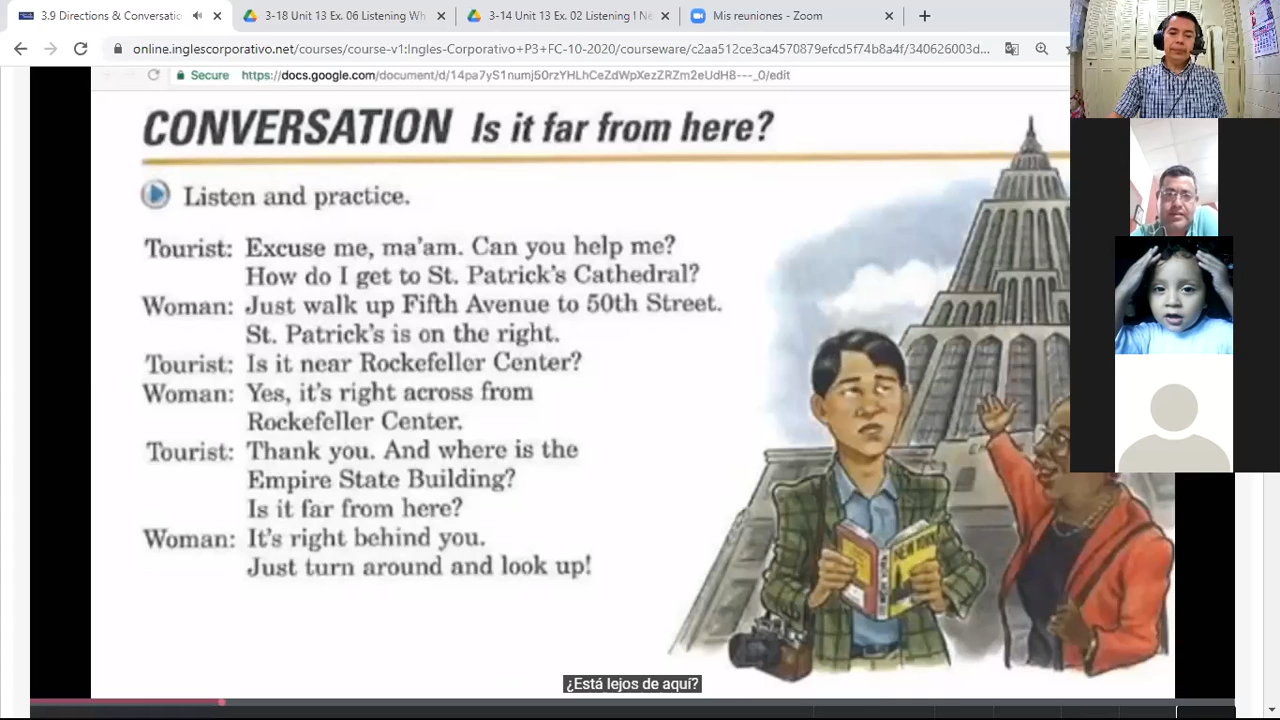 3.9 Directions & Conversatio
3-18 Unit 13 Ex. 06 Listening
3-14 Unit 13 Ex. 02 Listening
Mis reuniones - Zoom
online.inglescorporativo.net/courses/course-v1:Ingles-Corporativo+P3+FC-10-2020/courseware/c2aa512ce3ca4570879efcd5f74b8a4f/340626003d...
Secure https://docs.google.com/document/d/14pa7yS1numj50rzYHLhCeZdWpXezZRZm2eUdH8---_0/edit
CONVERSATION Is it far from here?
Listen and practice.
Tourist: Excuse me, ma'am. Can you help me?
How do I get to St. Patrick's Cathedral?
Woman: Just walk up Fifth Avenue to 50th Street.
St. Patrick's is on the right.
Tourist: Is it near Rockefeller Center?
Woman: Yes, it's right across from
Rockefeller Center.
Tourist: Thank you. And where is the
Empire State Building?
Is it far from here?
Woman: It's right behind you.
Just turn around and look up!
NEW YORK
¿Está lejos de aquí?